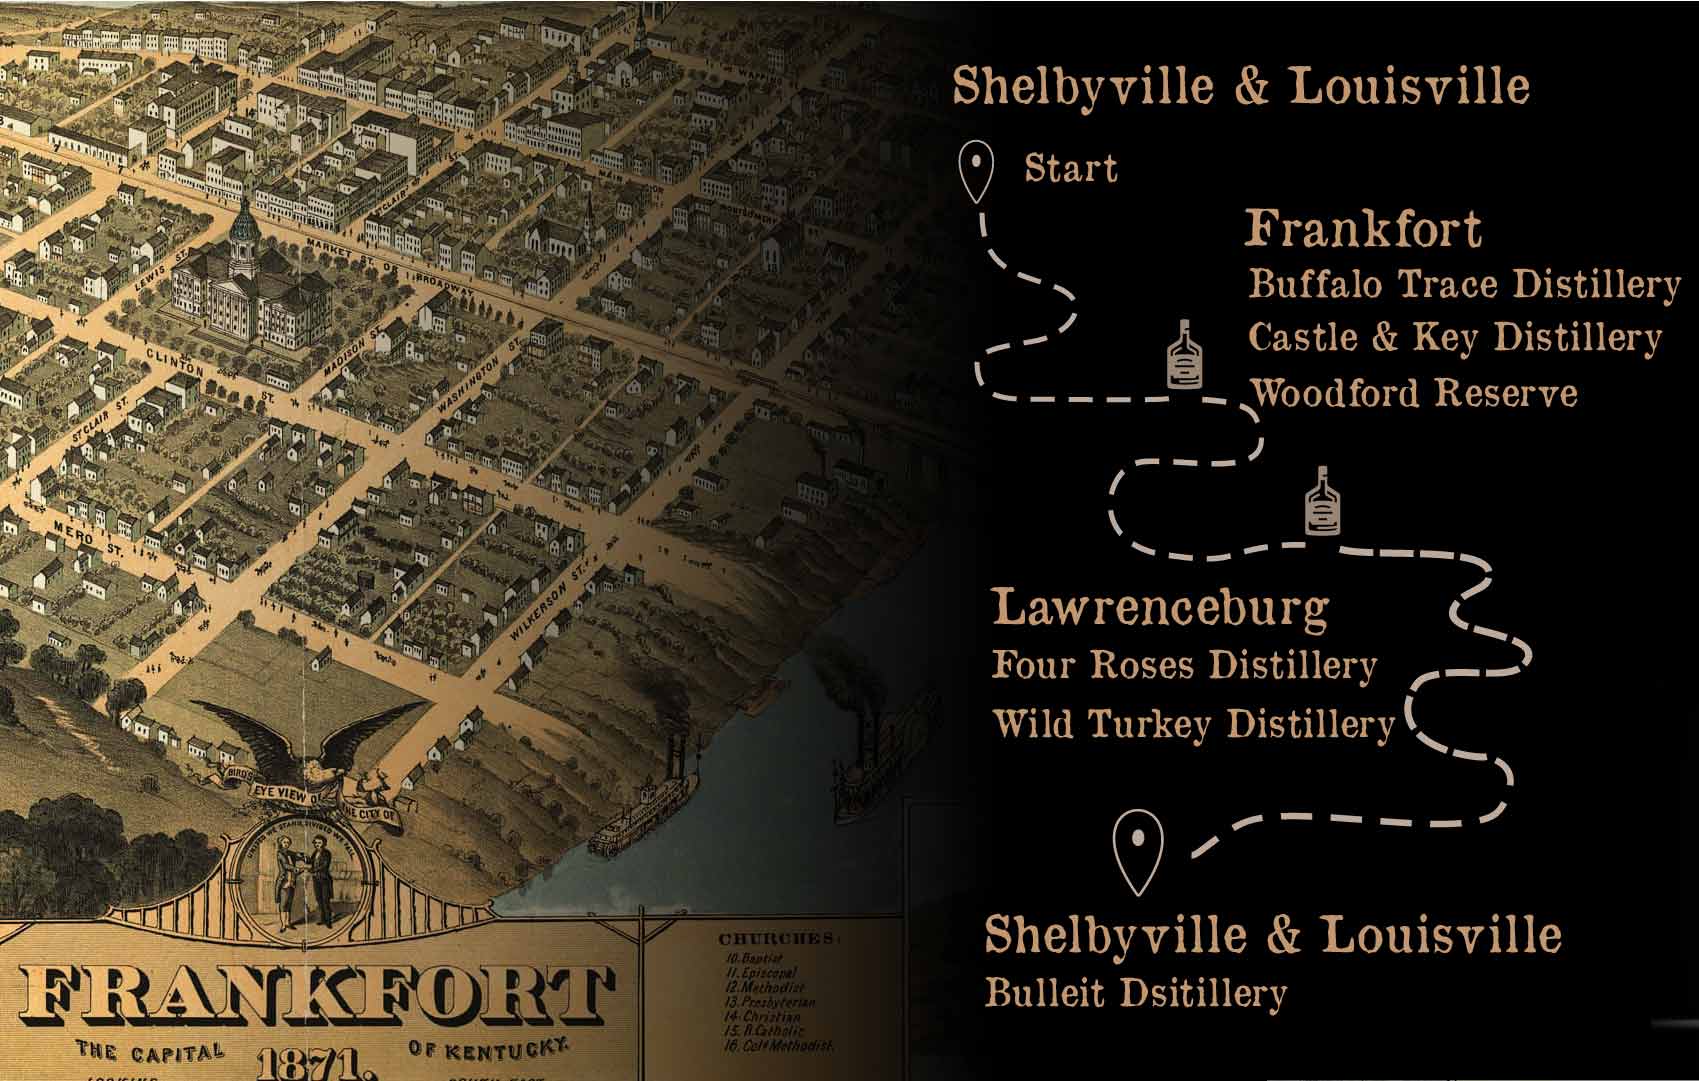 Shelbyville & Louisville
Start
Frankfort
Buffalo Trace Distillery
Castle & Key Distillery
Woodford Reserve
Lawrenceburg
Four Roses Distillery
Wild Turkey Distillery
Shelbyville & Louisville
Bulleit Dsitillery
WAPPING
MAIN
ST CLAIR
MONTGOMERY
LEWIS ST.
MARKET ST. OR BROADWAY
CLINTON ST.
MADISON ST.
WASHINGTON ST.
ST CLAIR ST.
MERO ST.
WILKERSON ST.
BIRD'S EYE VIEW OF THE CITY OF
UNITED WE STAND, DIVIDED WE FALL
FRANKFORT
THE CAPITAL 1871. OF KENTUCKY.
CHURCHES:
10. Baptist
11. Episcopal
12. Methodist
13. Presbyterian
14. Christian
15. R. Catholic
16. Col'd Methodist.